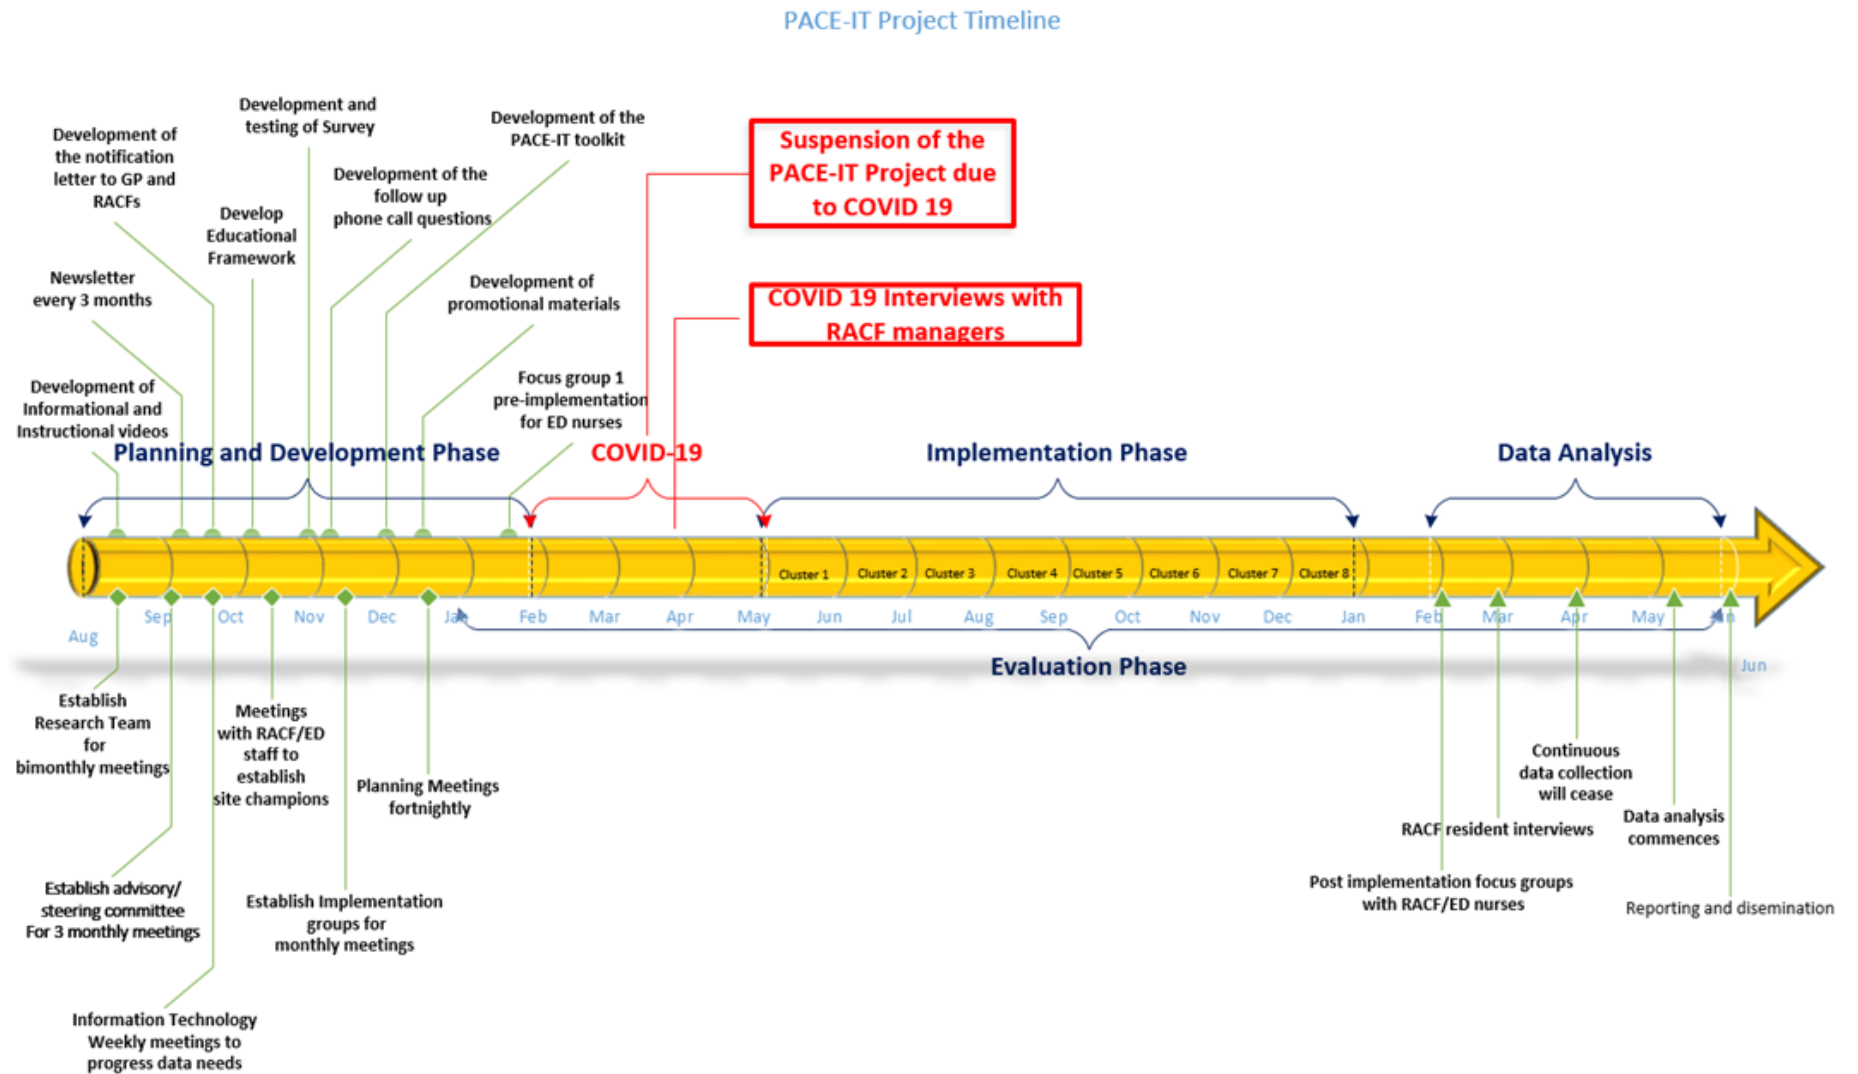 PACE-IT Project Timeline
Development and
testing of Survey
Development of the
PACE-IT toolkit
Development of
the notification
letter to GP and
RACFs
Suspension of the
PACE-IT Project due
to COVID 19
Development of the
follow up
phone call questions
Develop
Educational
Framework
Newsletter
every 3 months
Development of
promotional materials
COVID 19 Interviews with
RACF managers
Development of
Informational and
Instructional videos
Focus group 1
pre-implementation
for ED nurses
Planning and Development Phase
COVID-19
Implementation Phase
Data Analysis
Cluster 1
Cluster 2
Cluster 3
Cluster 4
Cluster 5
Cluster 6
Cluster 7
Cluster 8
Aug
Sep
Oct
Nov
Dec
Jan
Feb
Mar
Apr
May
Jun
Jul
Aug
Sep
Oct
Nov
Dec
Jan
Feb
Mar
Apr
May
Jun
Jun
Evaluation Phase
Establish
Research Team
for
bimonthly meetings
Meetings
with RACF/ED
staff to
establish
site champions
Planning Meetings
fortnightly
Continuous
data collection
will cease
RACF resident interviews
Data analysis
commences
Establish advisory/
steering committee
For 3 monthly meetings
Establish Implementation
groups for
monthly meetings
Post implementation focus groups
with RACF/ED nurses
Reporting and disemination
Information Technology
Weekly meetings to
progress data needs